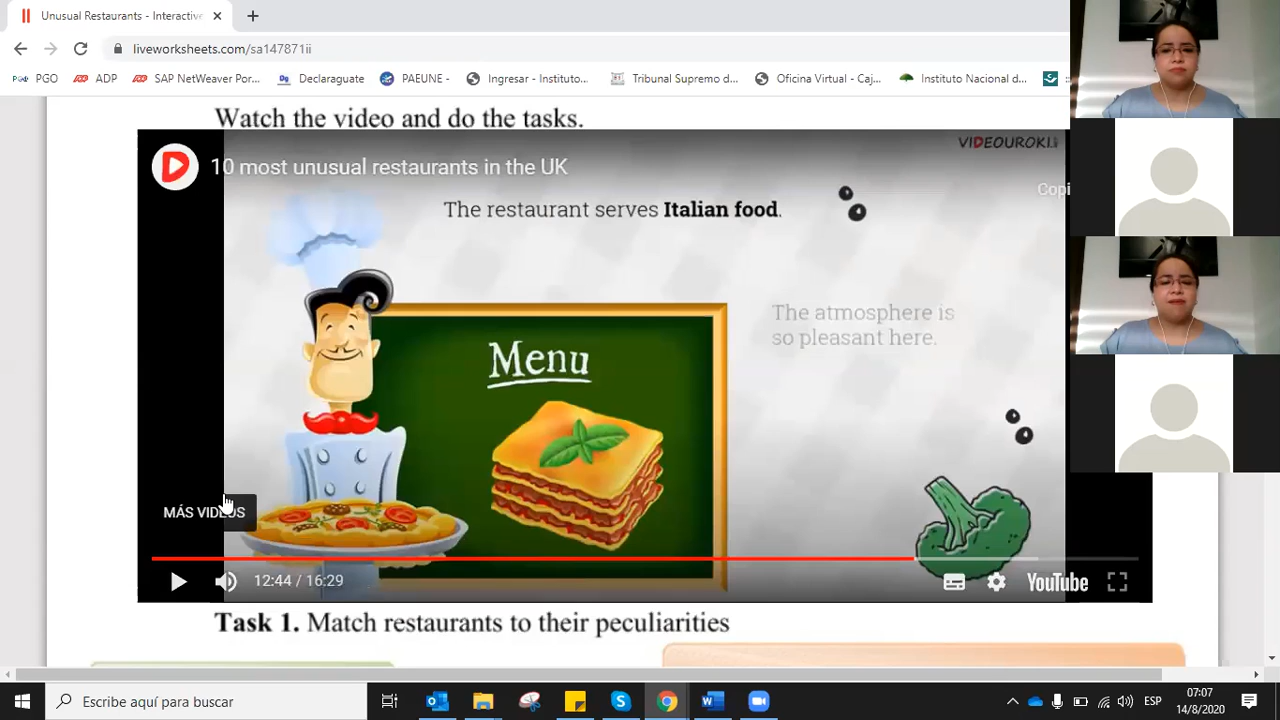 Unusual Restaurants - Interactive
liveworksheets.com/sa147871ii
PGO ADP SAP NetWeaver Por... Declaraguate PAEUNE - Ingresar - Instituto... Tribunal Supremo d... Oficina Virtual - Caj... Instituto Nacional d...
Watch the video and do the tasks.
VIDEOUROKI
10 most unusual restaurants in the UK
Copi
The restaurant serves Italian food.
The atmosphere is
so pleasant here.
Menu
MÁS VIDEOS
12:44 / 16:29
YouTube
Task 1. Match restaurants to their peculiarities
Escribe aquí para buscar
ESP
07:07
14/8/2020